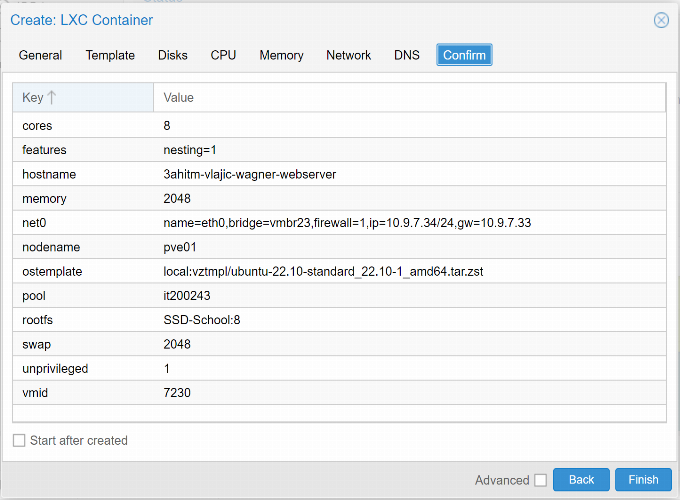 Create: LXC Container
General Template Disks CPU Memory Network DNS Confirm
Key Value
cores 8
features nesting=1
hostname 3ahitm-vlajic-wagner-webserver
memory 2048
net0 name=eth0,bridge=vmbr23,firewall=1,ip=10.9.7.34/24,gw=10.9.7.33
nodename pve01
ostemplate local:vztmpl/ubuntu-22.10-standard_22.10-1_amd64.tar.zst
pool it200243
rootfs SSD-School:8
swap 2048
unprivileged 1
vmid 7230
Start after created
Advanced Back Finish